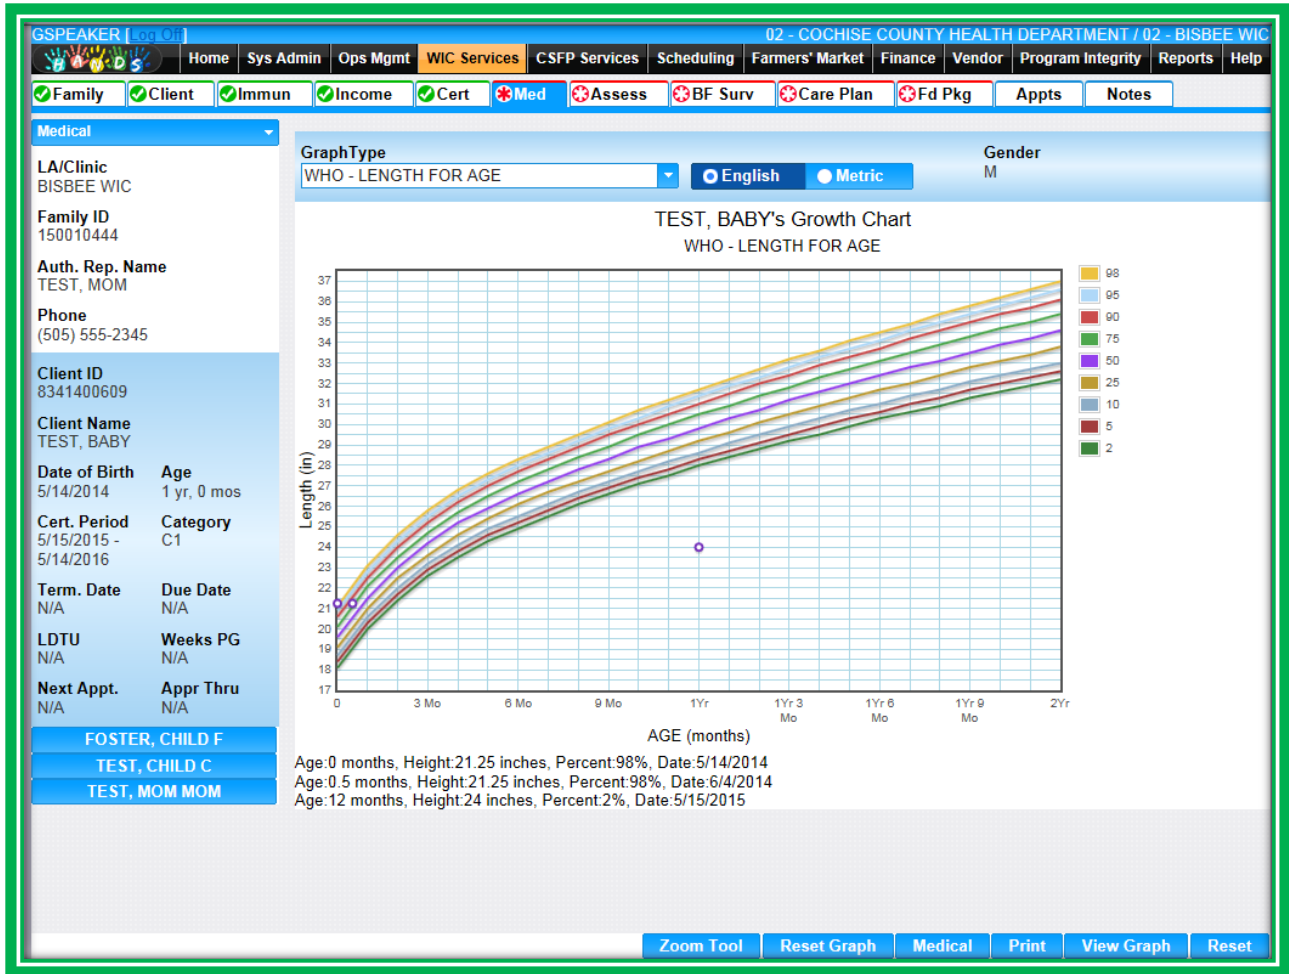 GSPEAKER [Log Off] 02 - COCHISE COUNTY HEALTH DEPARTMENT / 02 - BISBEE WIC
HANDS Home Sys Admin Ops Mgmt WIC Services CSFP Services Scheduling Farmers' Market Finance Vendor Program Integrity Reports Help
Family Client Immun Income Cert Med Assess BF Surv Care Plan Fd Pkg Appts Notes
Medical
LA/Clinic
BISBEE WIC
Family ID
150010444
Auth. Rep. Name
TEST, MOM
Phone
(505) 555-2345
Client ID
8341400609
Client Name
TEST, BABY
Date of Birth Age
5/14/2014 1 yr, 0 mos
Cert. Period Category
5/15/2015 - C1
5/14/2016
Term. Date Due Date
N/A N/A
LDTU Weeks PG
N/A N/A
Next Appt. Appr Thru
N/A N/A
FOSTER, CHILD F
TEST, CHILD C
TEST, MOM MOM
GraphType Gender
WHO - LENGTH FOR AGE English Metric M
TEST, BABY's Growth Chart
WHO - LENGTH FOR AGE
Length (in)
37
36
35
34
33
32
31
30
29
28
27
26
25
24
23
22
21
20
19
18
17
0 3 Mo 6 Mo 9 Mo 1Yr 1Yr 3 Mo 1Yr 6 Mo 1Yr 9 Mo 2Yr
AGE (months)
98
95
90
75
50
25
10
5
2
Age:0 months, Height:21.25 inches, Percent:98%, Date:5/14/2014
Age:0.5 months, Height:21.25 inches, Percent:98%, Date:6/4/2014
Age:12 months, Height:24 inches, Percent:2%, Date:5/15/2015
Zoom Tool Reset Graph Medical Print View Graph Reset